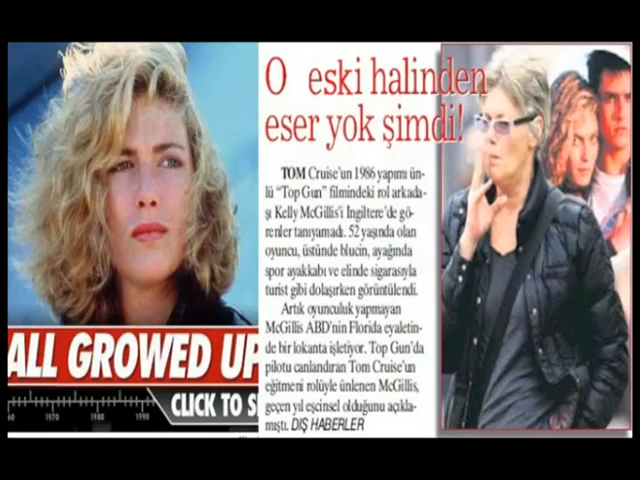 O eski halinden
eser yok şimdi!
TOM Cruise'un 1986 yapımı ün-
lü "Top Gun" filmindeki rol arkada-
şı Kelly McGillis'i İngiltere'de gö-
renler tanıyamadı. 52 yaşında olan
oyuncu, üstünde blucin, ayağında
spor ayakkabı ve elinde sigarasıyla
turist gibi dolaşırken görüntülendi.
Artık oyunculuk yapmayan
McGillis ABD'nin Florida eyaletin-
de bir lokanta işletiyor. Top Gun'da
pilotu canlandıran Tom Cruise'un
eğitmeni rolüyle ünlenen McGillis,
geçen yıl eşcinsel olduğunu açıkla-
mıştı. DIŞ HABERLER
ALL GROWED UP
60 1970 1980 1990
CLICK TO S